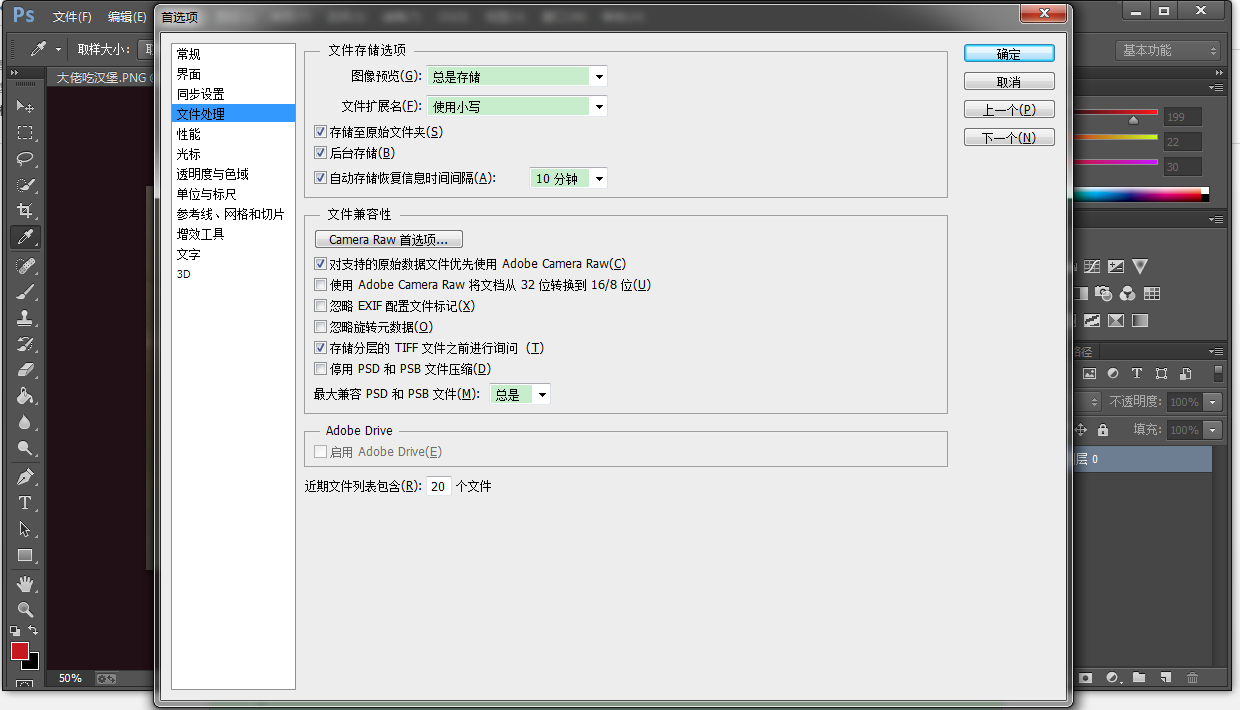 Ps 文件(F) 编辑(E)
首选项
取样大小:
基本功能
大佬吃汉堡.PNG
常规
界面
同步设置
文件处理
性能
光标
透明度与色域
单位与标尺
参考线、网格和切片
增效工具
文字
3D
文件存储选项
图像预览(G): 总是存储
文件扩展名(F): 使用小写
存储至原始文件夹(S)
后台存储(B)
自动存储恢复信息时间间隔(A): 10 分钟
文件兼容性
Camera Raw 首选项...
对支持的原始数据文件优先使用 Adobe Camera Raw(C)
使用 Adobe Camera Raw 将文档从 32 位转换到 16/8 位(U)
忽略 EXIF 配置文件标记(X)
忽略旋转元数据(O)
存储分层的 TIFF 文件之前进行询问 (T)
停用 PSD 和 PSB 文件压缩(D)
最大兼容 PSD 和 PSB 文件(M): 总是
Adobe Drive
启用 Adobe Drive(E)
近期文件列表包含(R): 20 个文件
确定
取消
上一个(P)
下一个(N)
199
22
30
路径
不透明度: 100%
填充: 100%
图层 0
50%